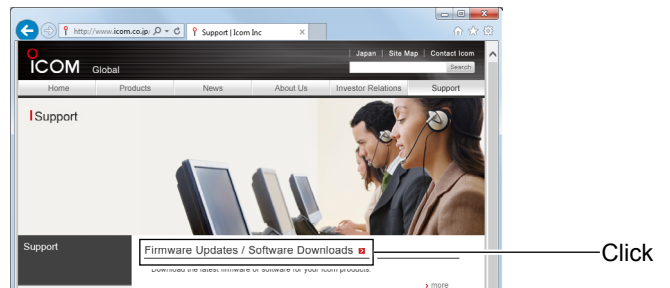 http://www.icom.co.jp/
Support | Icom Inc
Japan | Site Map | Contact Icom
ICOM Global
Search
Home Products News About Us Investor Relations Support
Support
Support
Firmware Updates / Software Downloads
Click
Download the latest firmware or software for your Icom products.
more